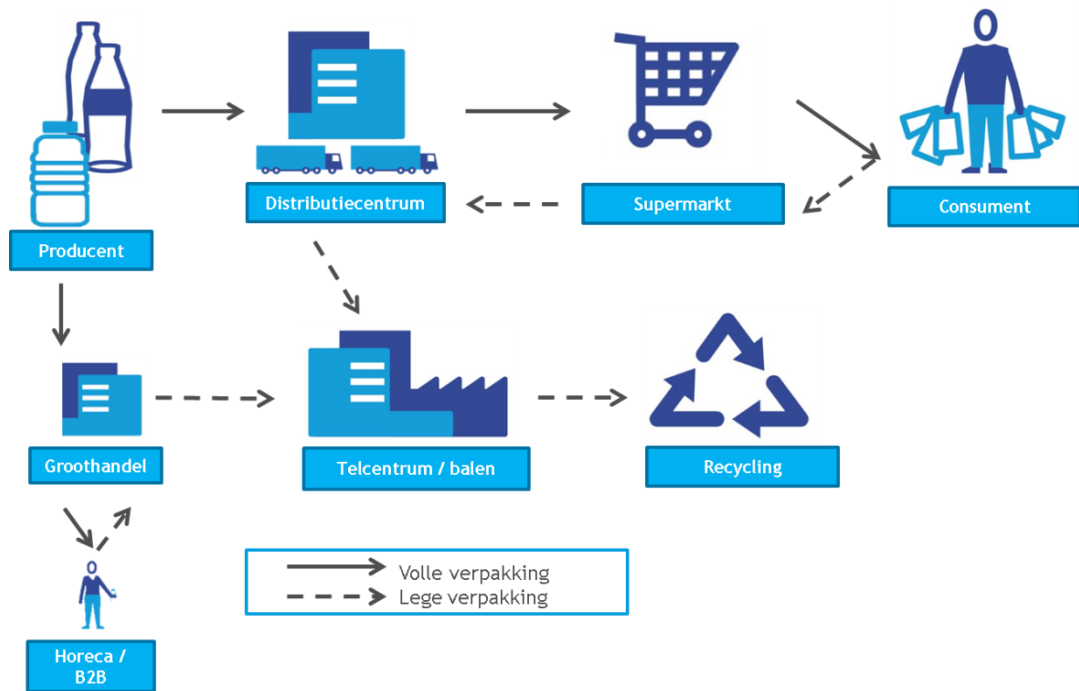 Distributiecentrum
Supermarkt
Consument
Producent
Groothandel
Telcentrum / balen
Recycling
Volle verpakking
Lege verpakking
Horeca /
B2B